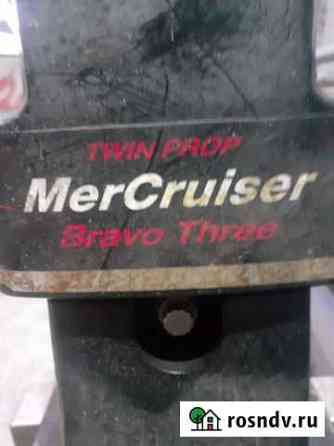 TWIN PROP
MerCruiser
Bravo Three
rosndv.ru